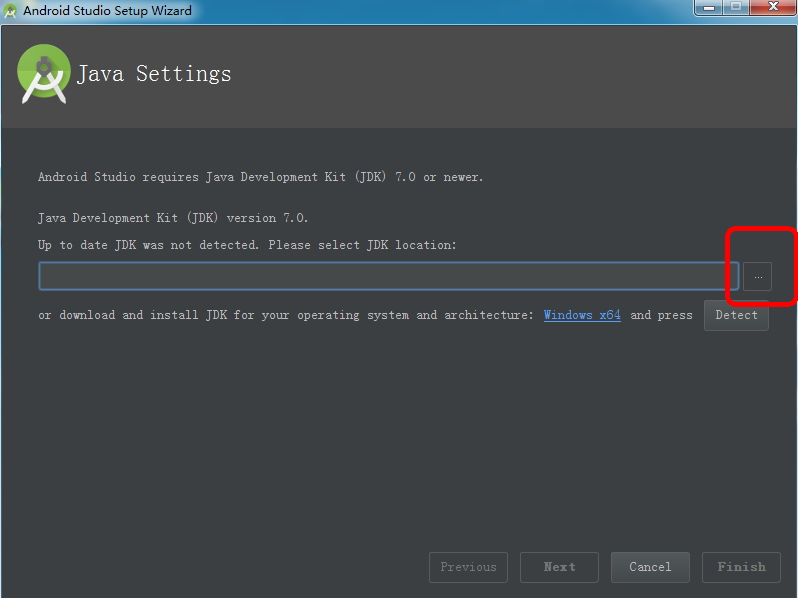 Android Studio Setup Wizard
Java Settings
Android Studio requires Java Development Kit (JDK) 7.0 or newer.
Java Development Kit (JDK) version 7.0.
Up to date JDK was not detected. Please select JDK location:
...
or download and install JDK for your operating system and architecture: Windows x64 and press Detect
Previous Next Cancel Finish